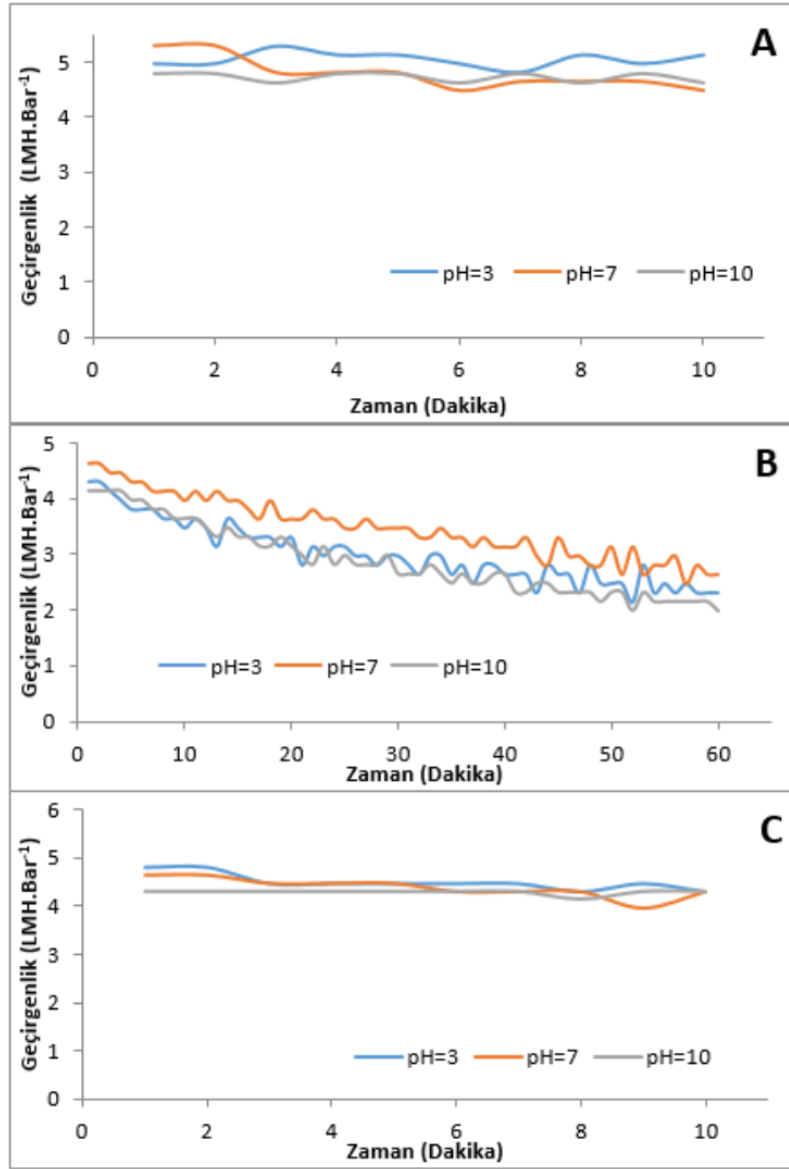 A
Geçirgenlik (LMH.Bar⁻¹)
5
4
3
2
1
0
pH=3 pH=7 pH=10
0 2 4 6 8 10
Zaman (Dakika)
B
Geçirgenlik (LMH.Bar⁻¹)
5
4
3
2
1
0
pH=3 pH=7 pH=10
0 10 20 30 40 50 60
Zaman (Dakika)
C
Geçirgenlik (LMH.Bar⁻¹)
6
5
4
3
2
1
0
pH=3 pH=7 pH=10
0 2 4 6 8 10
Zaman (Dakika)